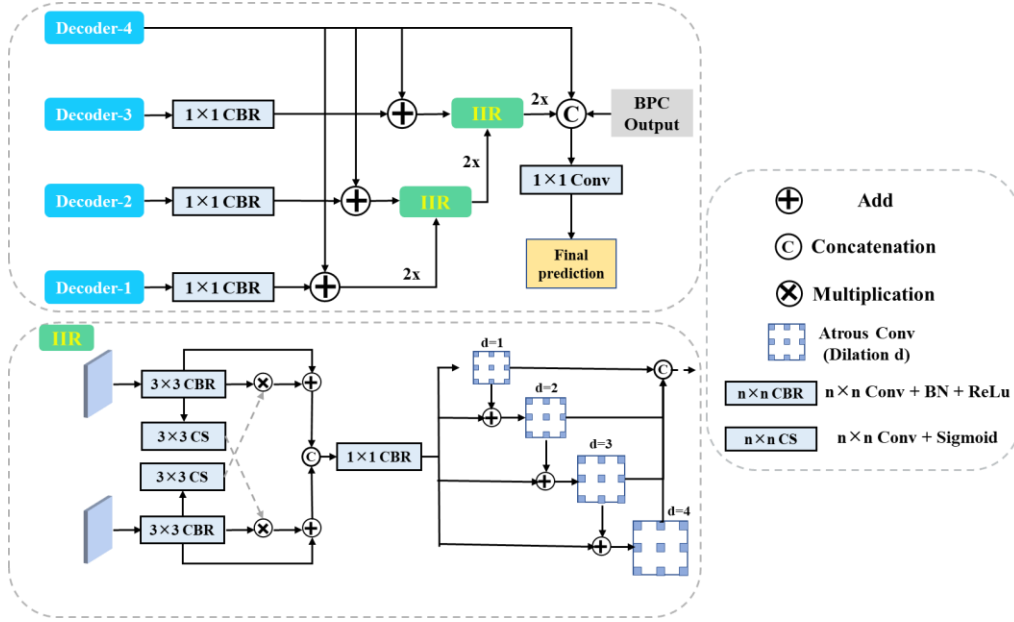 Decoder-4
Decoder-3
1×1 CBR
IIR
2x
C
BPC
Output
2x
Decoder-2
1×1 CBR
IIR
1×1 Conv
2x
Final
prediction
Decoder-1
1×1 CBR
Add
C
Concatenation
Multiplication
Atrous Conv
(Dilation d)
n×n CBR
n×n Conv + BN + ReLu
n×n CS
n×n Conv + Sigmoid
IIR
3×3 CBR
3×3 CS
3×3 CS
3×3 CBR
C
1×1 CBR
d=1
d=2
d=3
d=4
C